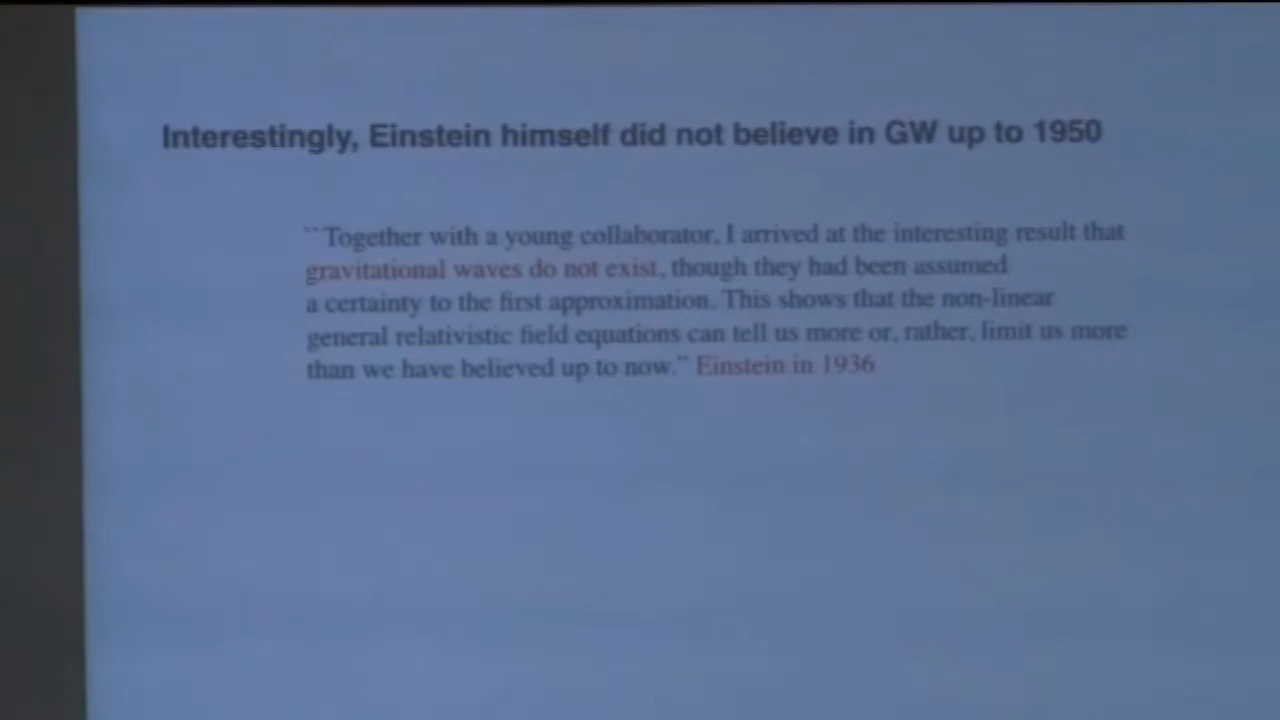 Interestingly, Einstein himself did not believe in GW up to 1950
``Together with a young collaborator, I arrived at the interesting result that
gravitational waves do not exist, though they had been assumed
a certainty to the first approximation. This shows that the non-linear
general relativistic field equations can tell us more or, rather, limit us more
than we have believed up to now." Einstein in 1936